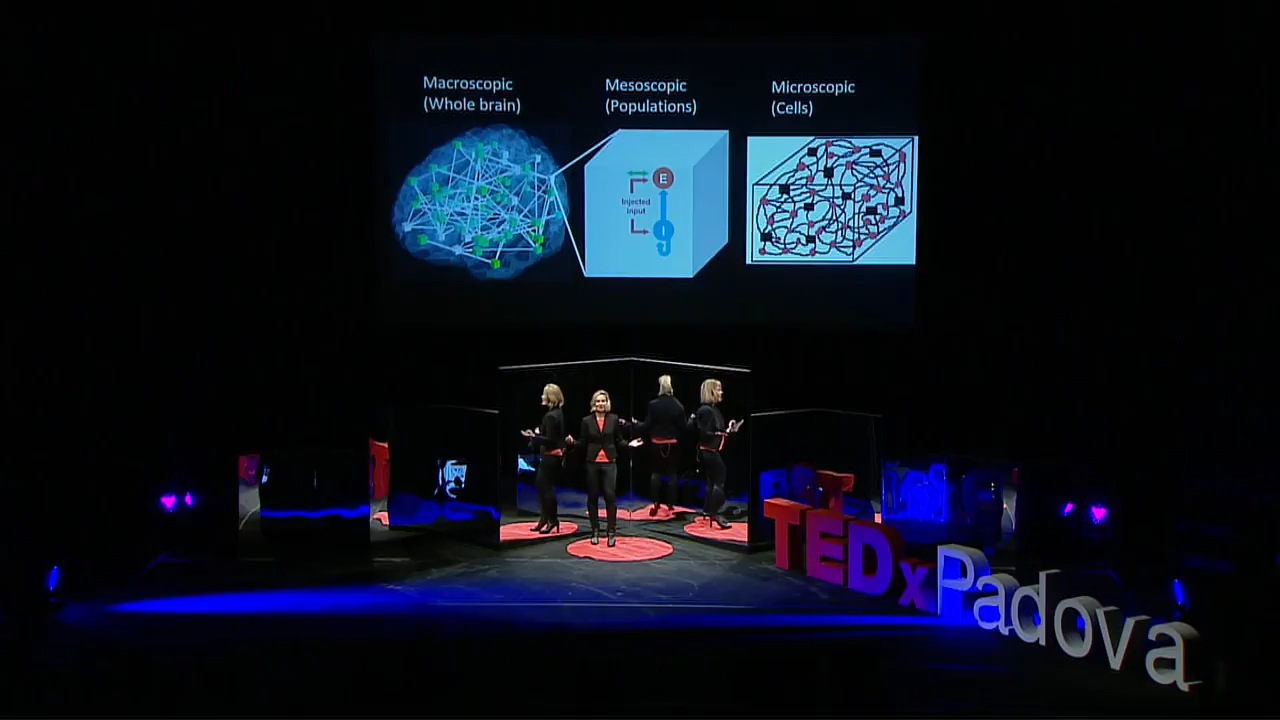 Macroscopic
(Whole brain)
Mesoscopic
(Populations)
Microscopic
(Cells)
E
Injected
input
I
TEDxPadova